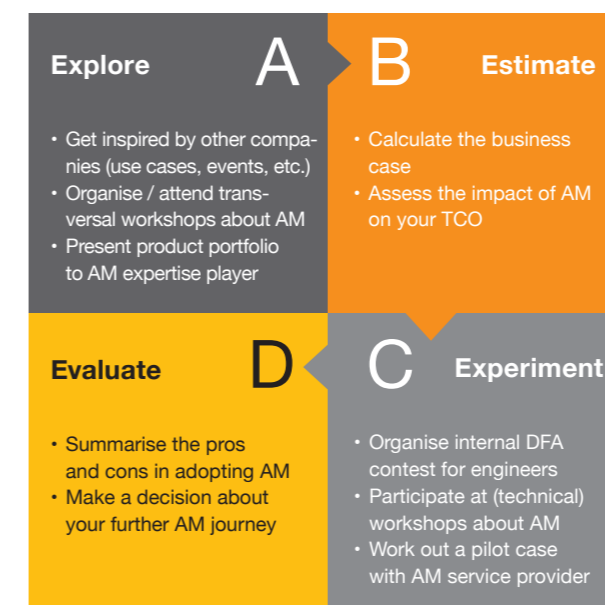 Explore A
• Get inspired by other compa-
nies (use cases, events, etc.)
• Organise / attend trans-
versal workshops about AM
• Present product portfolio
to AM expertise player
B Estimate
• Calculate the business
case
• Assess the impact of AM
on your TCO
C Experiment
• Organise internal DFA
contest for engineers
• Participate at (technical)
workshops about AM
• Work out a pilot case
with AM service provider
Evaluate D
• Summarise the pros
and cons in adopting AM
• Make a decision about
your further AM journey